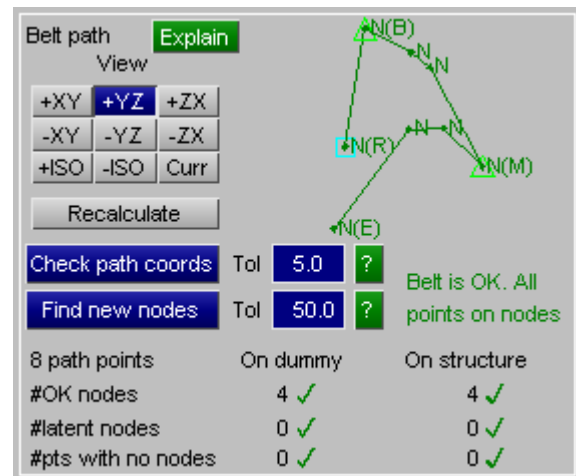 Belt path Explain
View
+XY +YZ +ZX
-XY -YZ -ZX
+ISO -ISO Curr
Recalculate
N(B)
N
N
N(R)
N
N
N(M)
N(E)
Check path coords Tol 5.0 ?
Find new nodes Tol 50.0 ?
Belt is OK. All
points on nodes
8 path points On dummy On structure
#OK nodes 4 ✓ 4 ✓
#latent nodes 0 ✓ 0 ✓
#pts with no nodes 0 ✓ 0 ✓